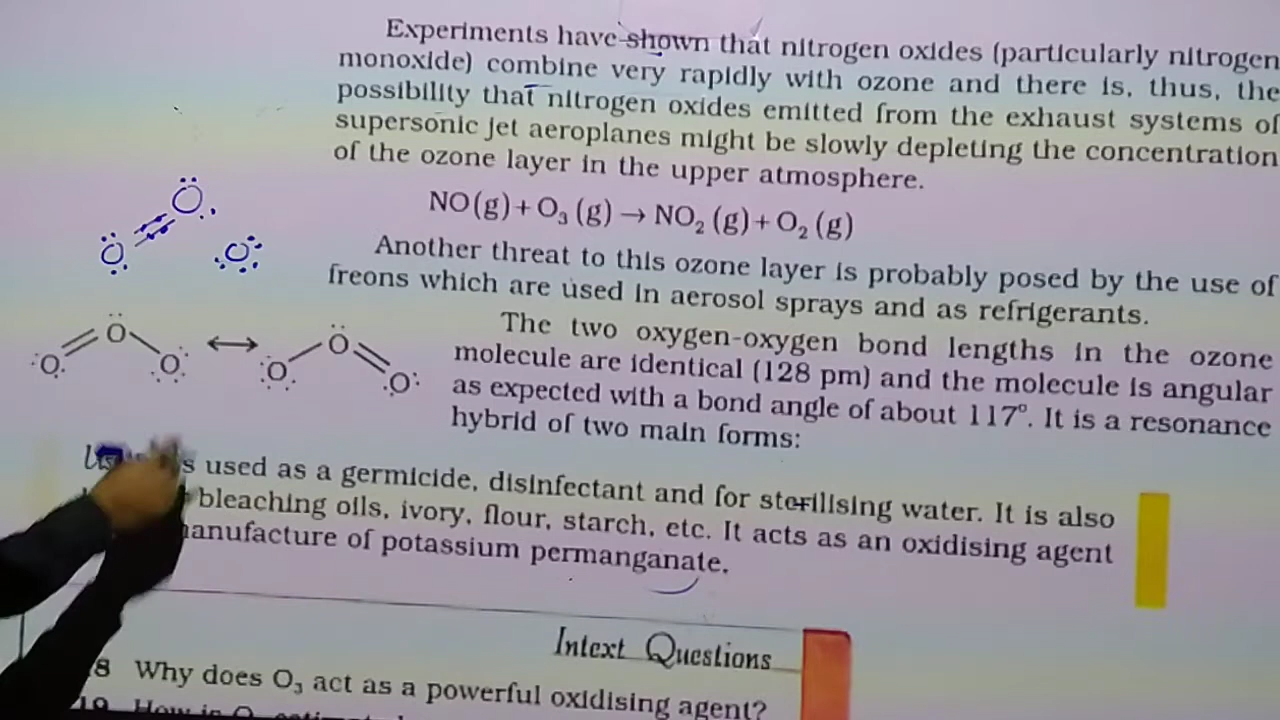 Experiments have shown that nitrogen oxides (particularly nitrogen
monoxide) combine very rapidly with ozone and there is, thus, the
possibility that nitrogen oxides emitted from the exhaust systems of
supersonic jet aeroplanes might be slowly depleting the concentration
of the ozone layer in the upper atmosphere.
NO (g) + O₃ (g) → NO₂ (g) + O₂ (g)
Another threat to this ozone layer is probably posed by the use of
freons which are used in aerosol sprays and as refrigerants.
The two oxygen-oxygen bond lengths in the ozone
molecule are identical (128 pm) and the molecule is angular
as expected with a bond angle of about 117°. It is a resonance
hybrid of two main forms:
O
O O
O O O ↔ O O O
used as a germicide, disinfectant and for sterilising water. It is also
bleaching oils, ivory, flour, starch, etc. It acts as an oxidising agent
manufacture of potassium permanganate.
Intext Questions
8 Why does O₃ act as a powerful oxidising agent?
19 How is O₃